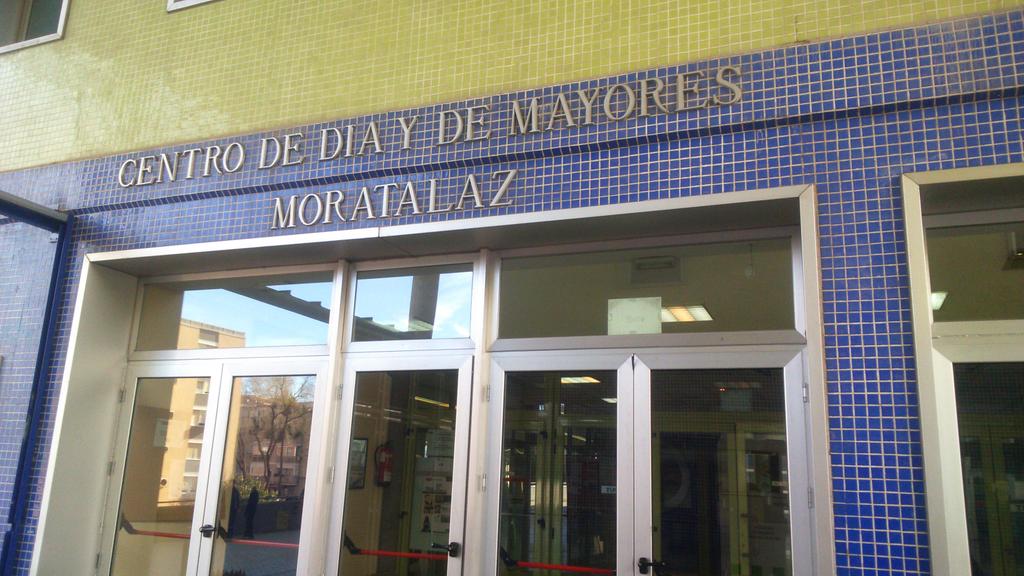 CENTRO DE DIA Y DE MAYORES
MORATALAZ